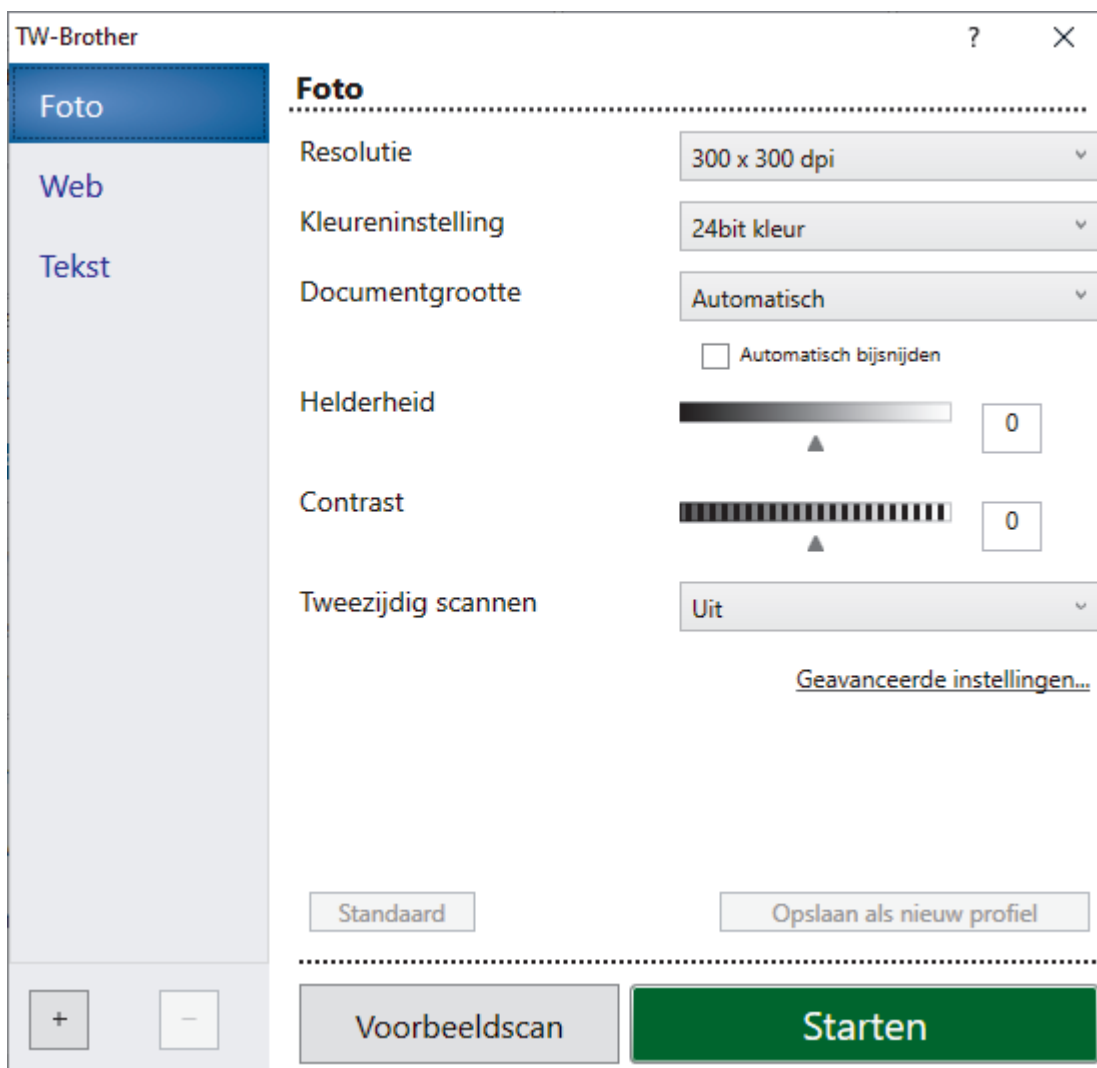 TW-Brother ? ×
Foto
Web
Tekst
Foto
Resolutie 300 x 300 dpi
Kleureninstelling 24bit kleur
Documentgrootte Automatisch
Automatisch bijsnijden
Helderheid 0
Contrast 0
Tweezijdig scannen Uit
Geavanceerde instellingen...
Standaard Opslaan als nieuw profiel
+ −
Voorbeeldscan Starten